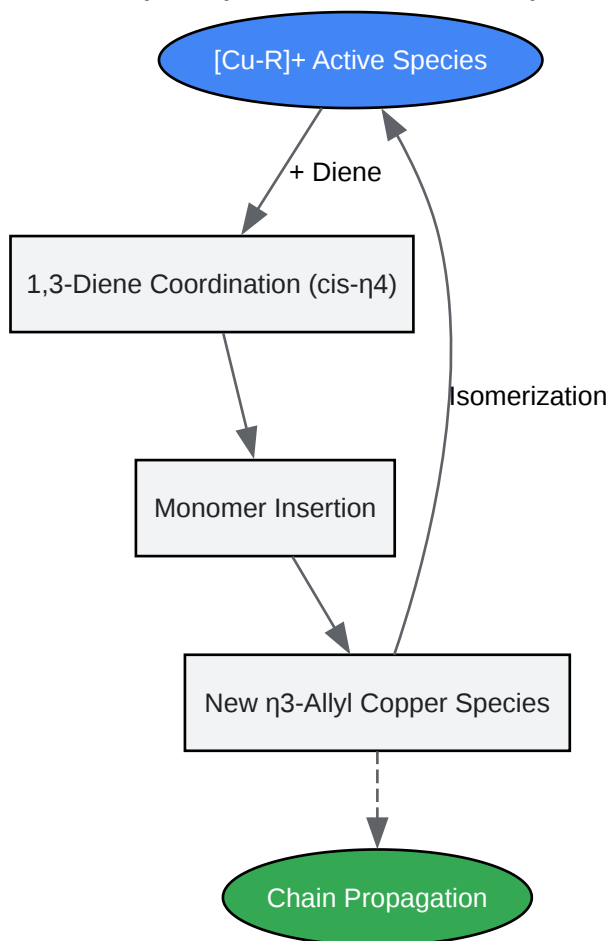 [Cu-R]+ Active Species
+ Diene
1,3-Diene Coordination (cis-η4)
Isomerization
Monomer Insertion
New η3-Allyl Copper Species
Chain Propagation